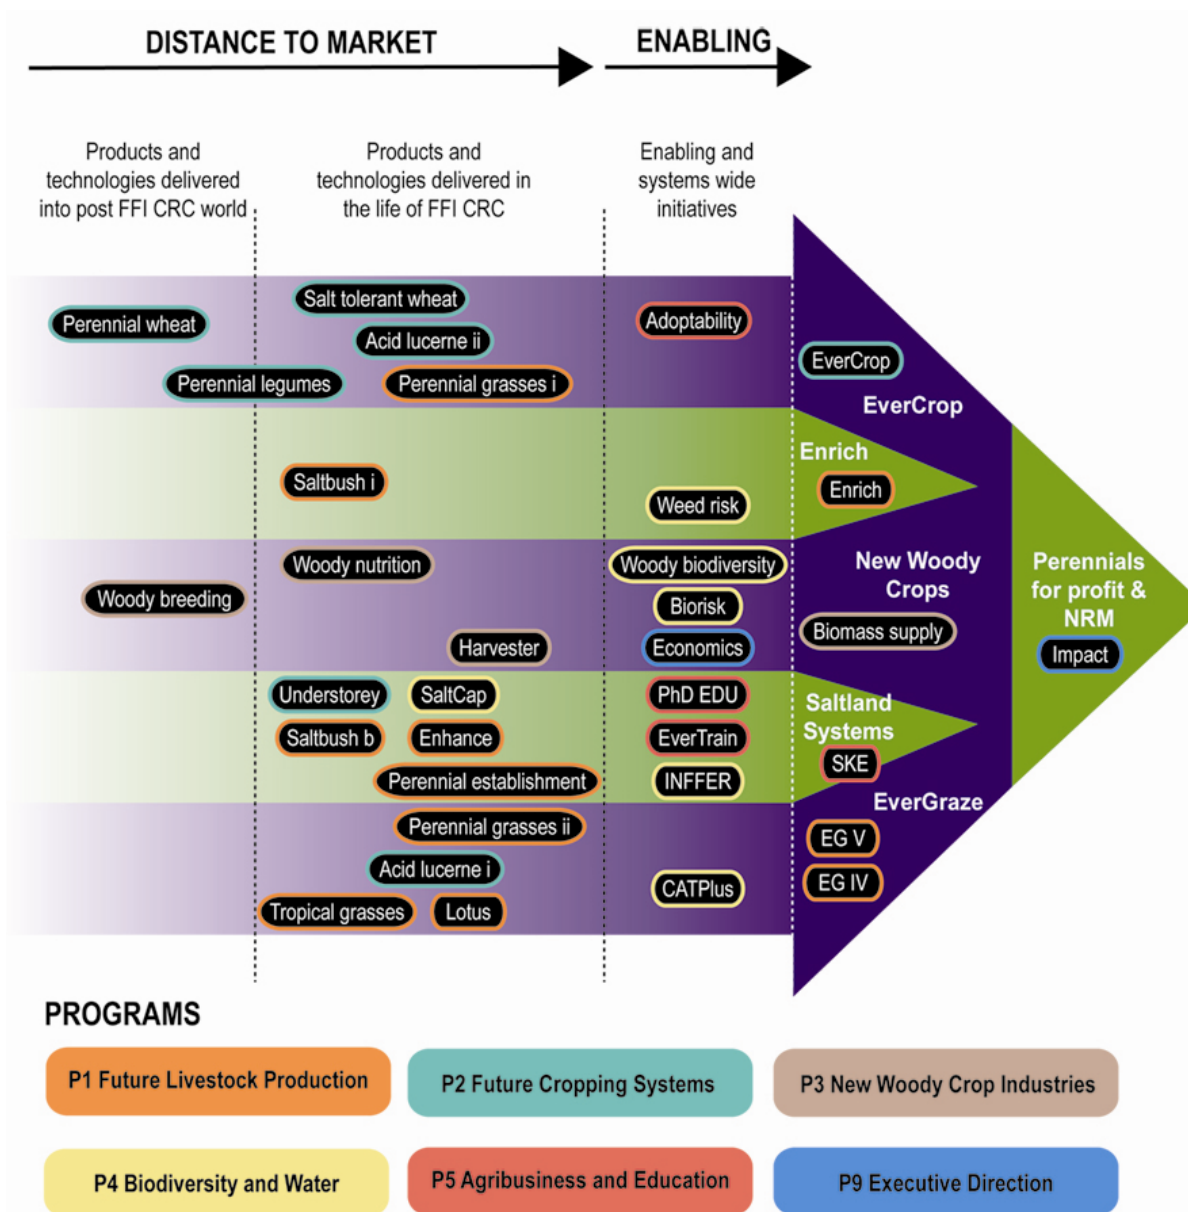 DISTANCE TO MARKET
ENABLING
Products and
technologies delivered
into post FFI CRC world
Products and
technologies delivered in
the life of FFI CRC
Enabling and
systems wide
initiatives
Perennial wheat
Salt tolerant wheat
Acid lucerne ii
Perennial legumes
Perennial grasses i
Adoptability
EverCrop
EverCrop
Saltbush i
Weed risk
Enrich
Enrich
Woody breeding
Woody nutrition
Harvester
Woody biodiversity
Biorisk
Economics
New Woody
Crops
Biomass supply
Understorey
SaltCap
Saltbush b
Enhance
Perennial establishment
PhD EDU
EverTrain
INFFER
Saltland
Systems
SKE
Perennial grasses ii
Acid lucerne i
Tropical grasses
Lotus
CATPlus
EverGraze
EG V
EG IV
Perennials
for profit &
NRM
Impact
PROGRAMS
P1 Future Livestock Production
P2 Future Cropping Systems
P3 New Woody Crop Industries
P4 Biodiversity and Water
P5 Agribusiness and Education
P9 Executive Direction